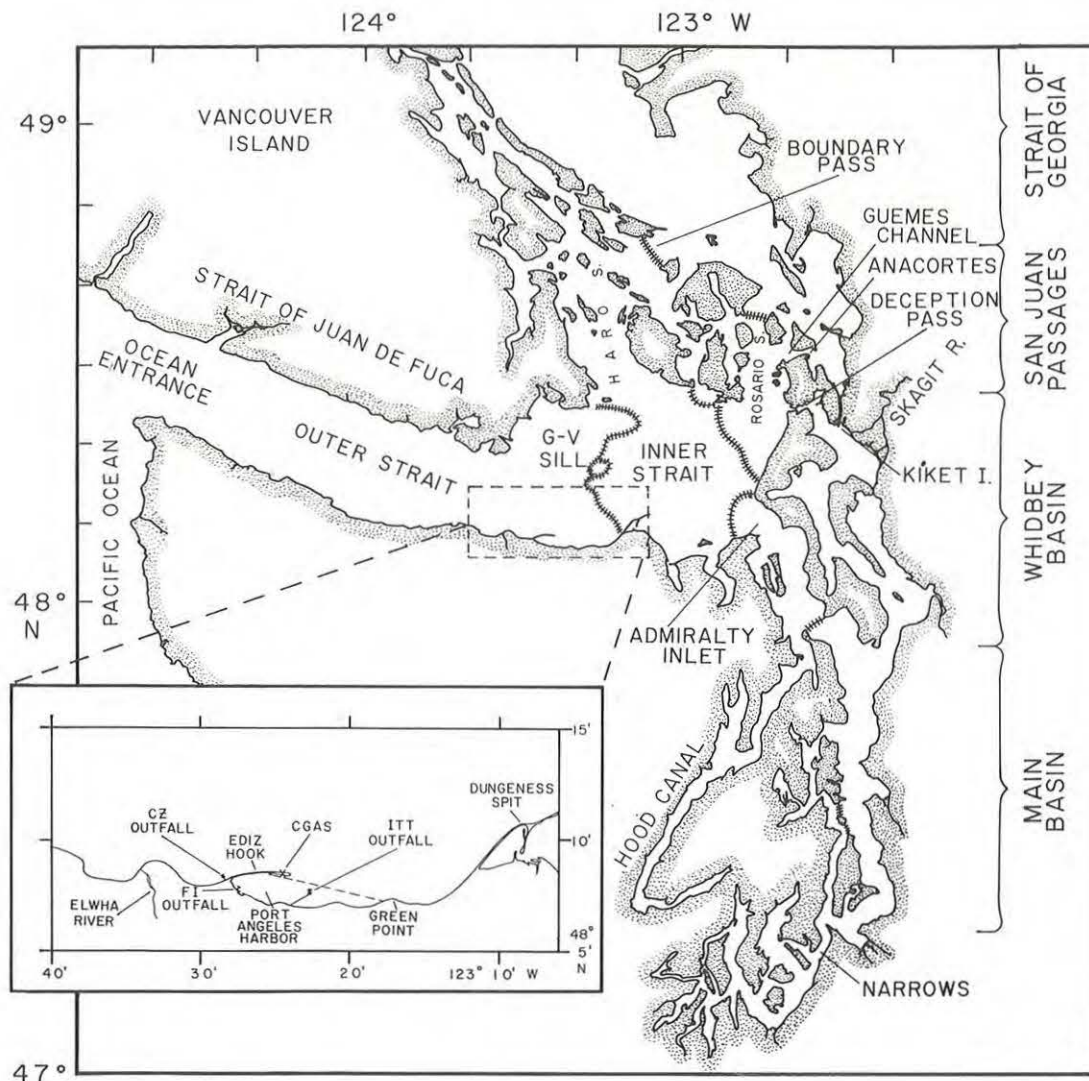 124°
123° W
49°
48°
N
47°
VANCOUVER
ISLAND
BOUNDARY
PASS
GUEMES
CHANNEL
ANACORTES
DECEPTION
PASS
SKAGIT R.
KIKET I.
STRAIT OF JUAN DE FUCA
OCEAN
ENTRANCE
OUTER STRAIT
PACIFIC OCEAN
HARO S.
ROSARIO S.
G-V
SILL
INNER
STRAIT
ADMIRALTY
INLET
HOOD CANAL
NARROWS
STRAIT OF
GEORGIA
SAN JUAN
PASSAGES
WHIDBEY
BASIN
MAIN
BASIN
15'
10'
48°
5'
N
40'
30'
20'
123° 10' W
DUNGENESS
SPIT
CZ
OUTFALL
EDIZ
HOOK
CGAS
ITT
OUTFALL
ELWHA
RIVER
FI
OUTFALL
PORT
ANGELES
HARBOR
GREEN
POINT